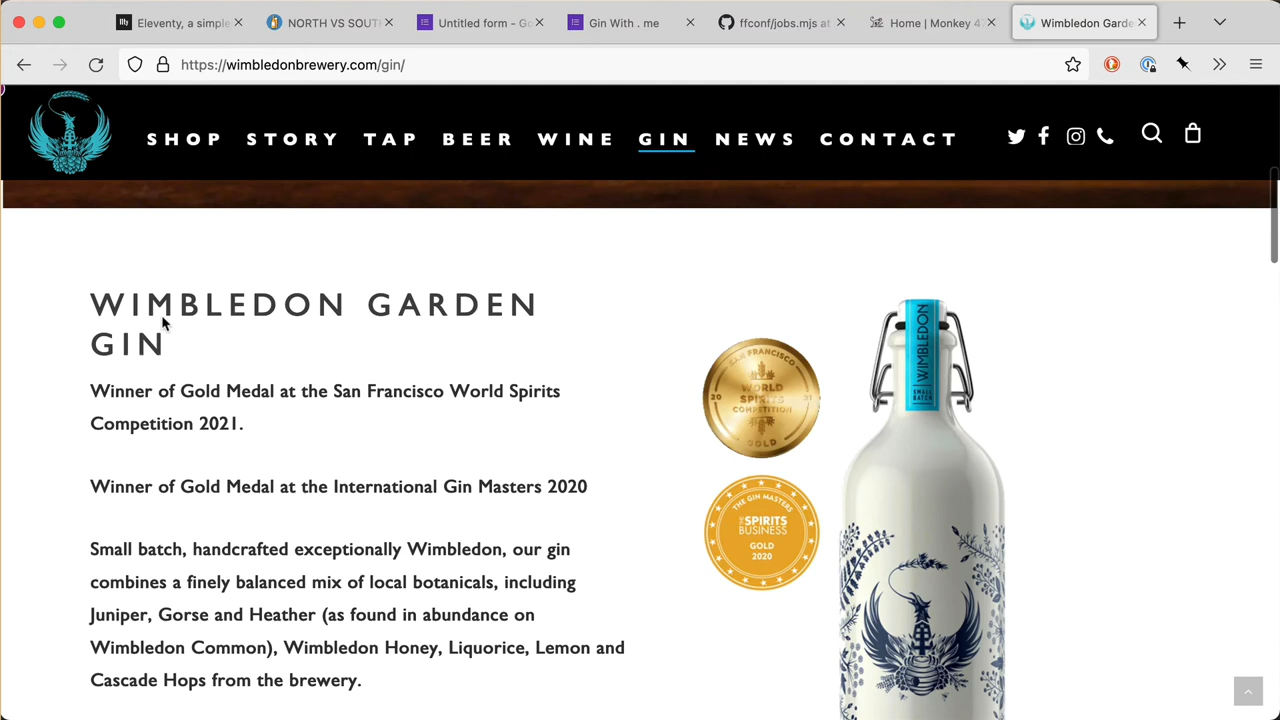 Eleventy, a simple
NORTH VS SOUT
Untitled form - Go
Gin With . me
ffconf/jobs.mjs at
Home | Monkey 4
Wimbledon Garde
https://wimbledonbrewery.com/gin/
SHOP STORY TAP BEER WINE GIN NEWS CONTACT
WIMBLEDON GARDEN
GIN
Winner of Gold Medal at the San Francisco World Spirits
Competition 2021.
Winner of Gold Medal at the International Gin Masters 2020
Small batch, handcrafted exceptionally Wimbledon, our gin
combines a finely balanced mix of local botanicals, including
Juniper, Gorse and Heather (as found in abundance on
Wimbledon Common), Wimbledon Honey, Liquorice, Lemon and
Cascade Hops from the brewery.
SAN FRANCISCO
WORLD
20 SPIRITS 21
COMPETITION
GOLD
THE GIN MASTERS
THE SPIRITS
BUSINESS
GOLD
2020
WIMBLEDON
SMALL
BATCH